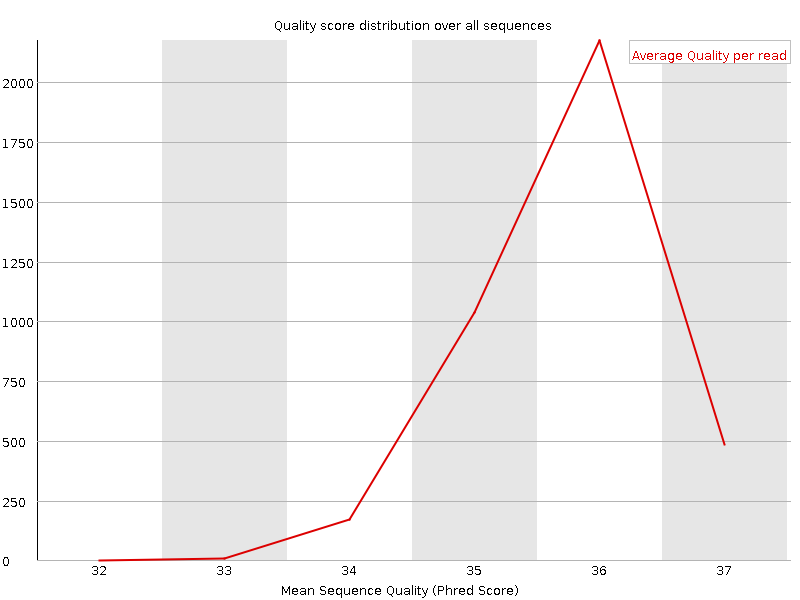 Quality score distribution over all sequences
Average Quality per read
2000
1750
1500
1250
1000
750
500
250
0
32 33 34 35 36 37
Mean Sequence Quality (Phred Score)